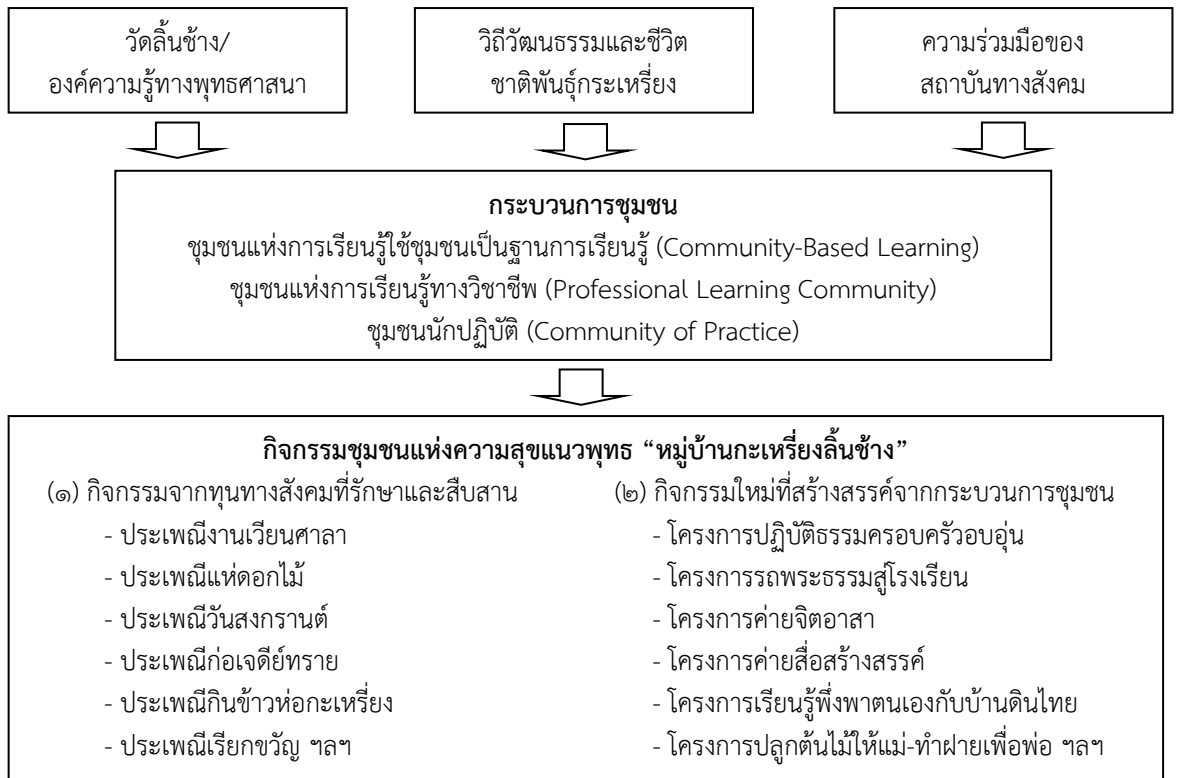 วัดลิ้นช้าง/
องค์ความรู้ทางพุทธศาสนา
วิถีวัฒนธรรมและชีวิต
ชาติพันธุ์กระเหรี่ยง
ความร่วมมือของ
สถาบันทางสังคม
กระบวนการชุมชน
ชุมชนแห่งการเรียนรู้ใช้ชุมชนเป็นฐานการเรียนรู้ (Community-Based Learning)
ชุมชนแห่งการเรียนรู้ทางวิชาชีพ (Professional Learning Community)
ชุมชนนักปฏิบัติ (Community of Practice)
กิจกรรมชุมชนแห่งความสุขแนวพุทธ “หมู่บ้านกะเหรี่ยงลิ้นช้าง”
(๑) กิจกรรมจากทุนทางสังคมที่รักษาและสืบสาน
- ประเพณีงานเวียนศาลา
- ประเพณีแห่ดอกไม้
- ประเพณีวันสงกรานต์
- ประเพณีก่อเจดีย์ทราย
- ประเพณีกินข้าวห่อกะเหรี่ยง
- ประเพณีเรียกขวัญ ฯลฯ
(๒) กิจกรรมใหม่ที่สร้างสรรค์จากกระบวนการชุมชน
- โครงการปฏิบัติธรรมครอบครัวอบอุ่น
- โครงการรถพระธรรมสู่โรงเรียน
- โครงการค่ายจิตอาสา
- โครงการค่ายสื่อสร้างสรรค์
- โครงการเรียนรู้พึ่งพาตนเองกับบ้านดินไทย
- โครงการปลูกต้นไม้ให้แม่-ทำฝายเพื่อพ่อ ฯลฯ